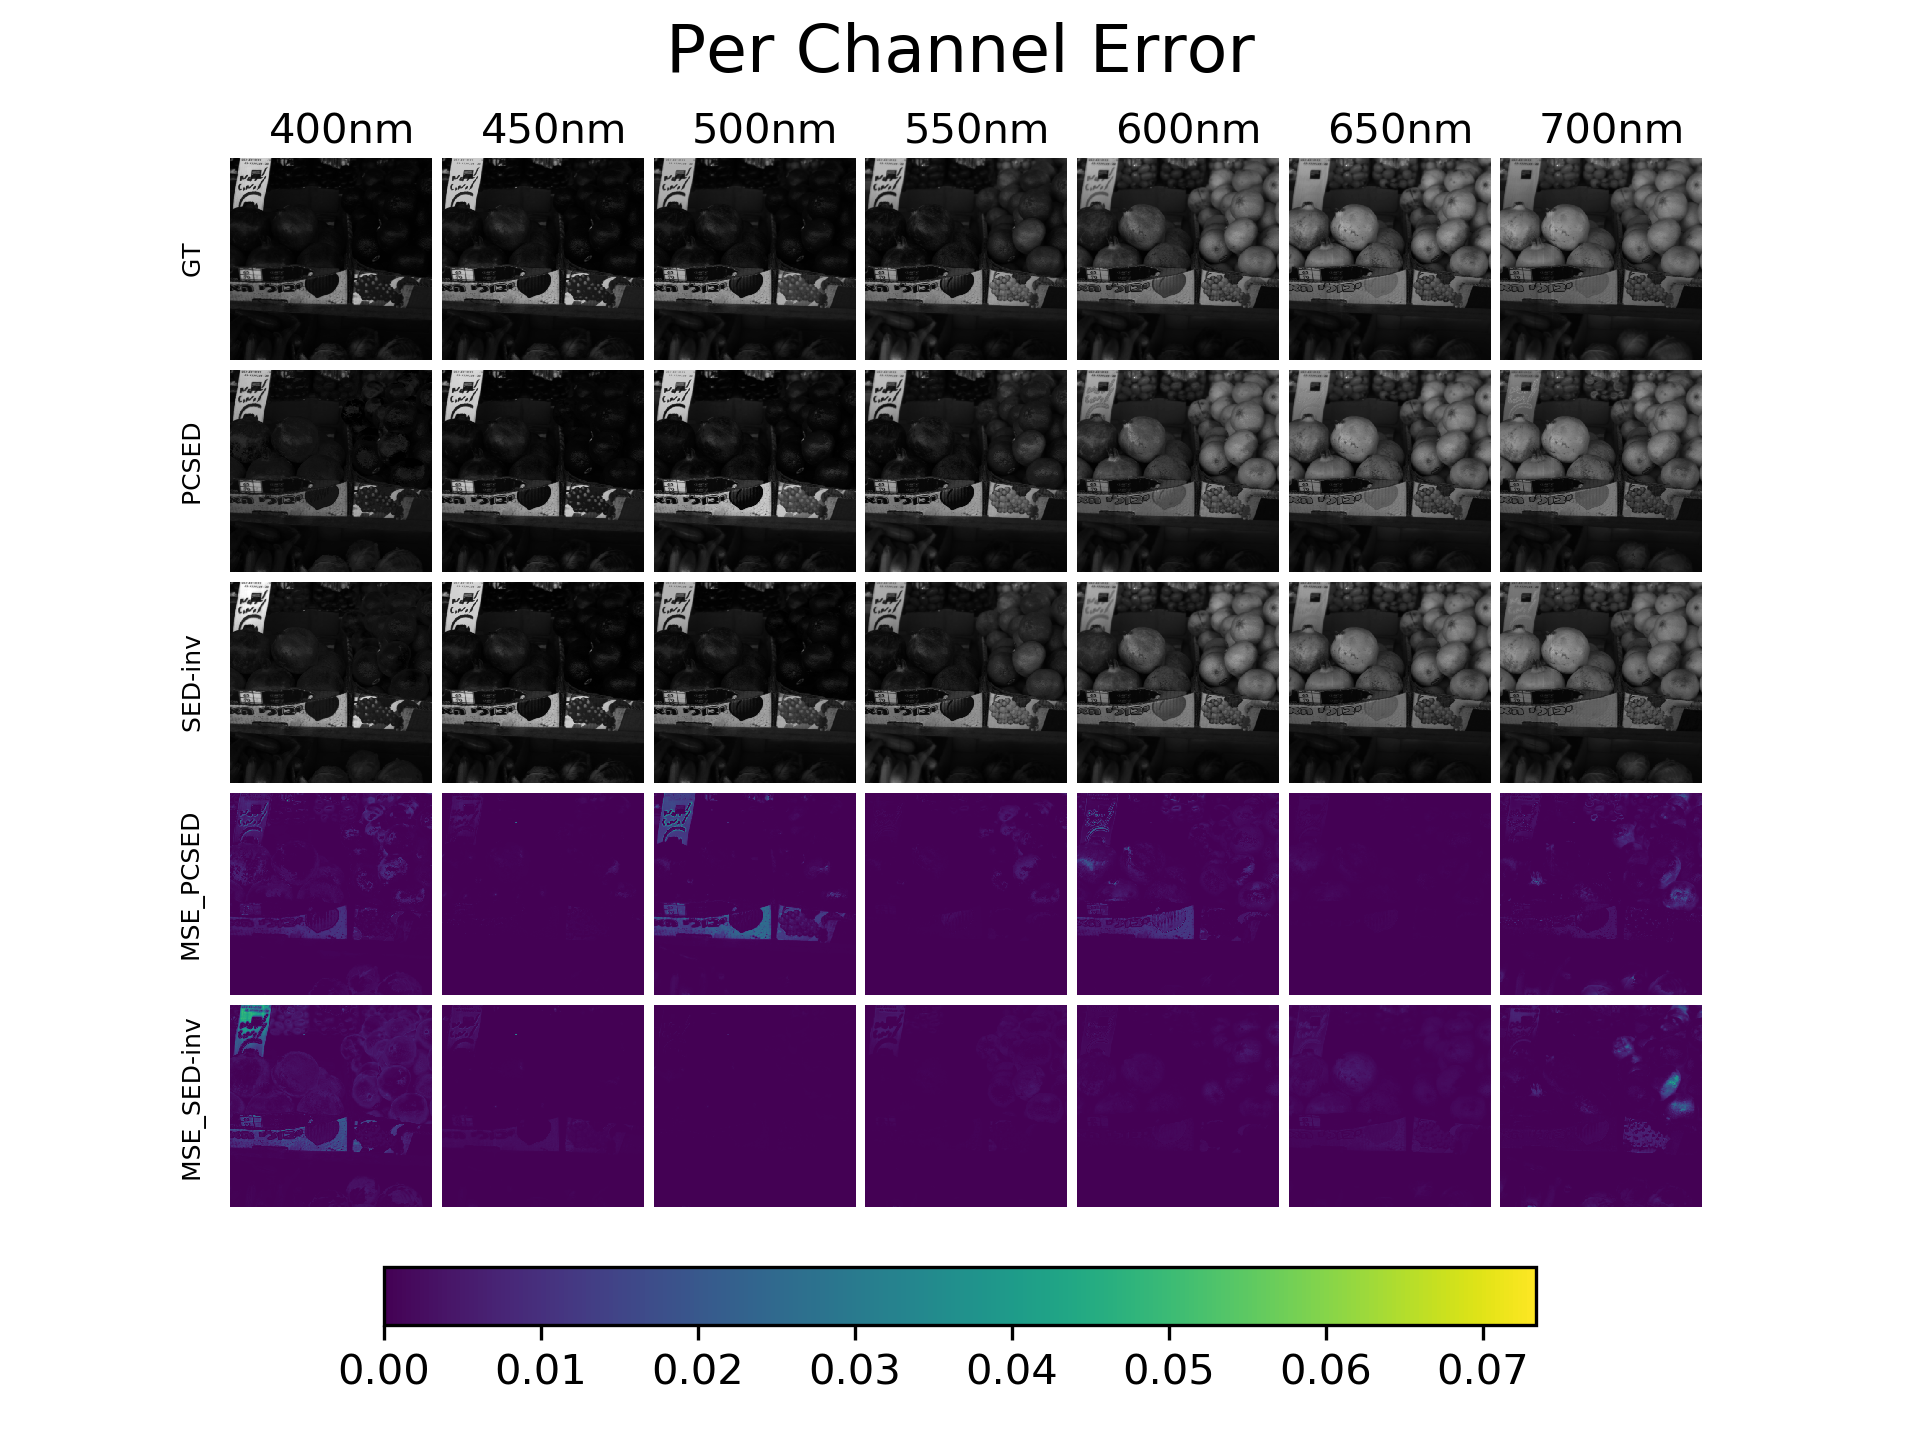 Per Channel Error
400nm 450nm 500nm 550nm 600nm 650nm 700nm
GT
PCSED
SED-inv
MSE_PCSED
MSE_SED-inv
0.00 0.01 0.02 0.03 0.04 0.05 0.06 0.07